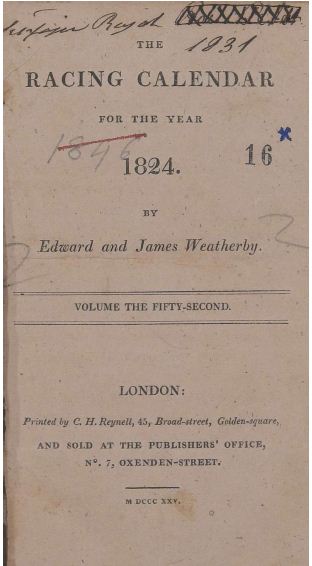 THE
1831
RACING CALENDAR
FOR THE YEAR
1846
1824.
16 x
BY
Edward and James Weatherby.
VOLUME THE FIFTY-SECOND.
LONDON:
Printed by C. H. Reynell, 45, Broad-street, Golden-square,
AND SOLD AT THE PUBLISHERS' OFFICE,
Nº. 7, OXENDEN-STREET.
M DCCC XXV.